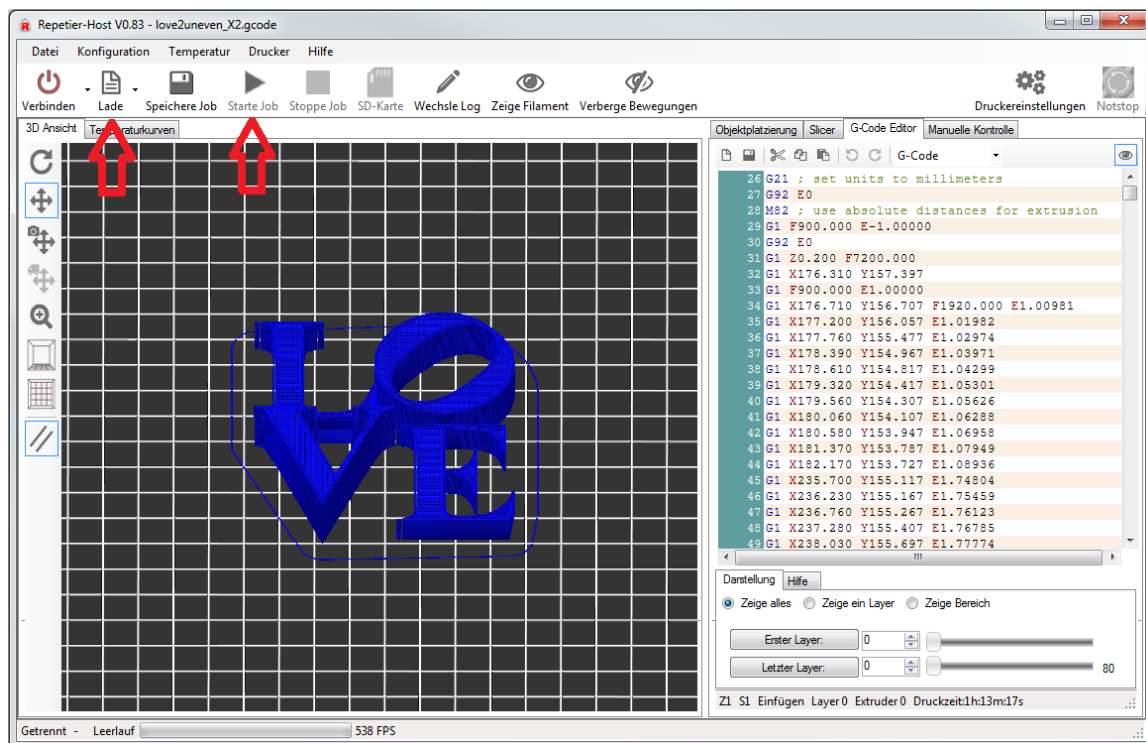 Repetier-Host V0.83 - love2uneven_X2.gcode
Datei Konfiguration Temperatur Drucker Hilfe
Verbinden Lade Speichere Job Starte Job Stoppe Job SD-Karte Wechsle Log Zeige Filament Verberge Bewegungen Druckereinstellungen Notstop
3D Ansicht Temperaturkurven Objektplatzierung Slicer G-Code Editor Manuelle Kontrolle
G-Code
26 G21 ; set units to millimeters
27 G92 E0
28 M82 ; use absolute distances for extrusion
29 G1 F900.000 E-1.00000
30 G92 E0
31 G1 Z0.200 F7200.000
32 G1 X176.310 Y157.397
33 G1 F900.000 E1.00000
34 G1 X176.710 Y156.707 F1920.000 E1.00981
35 G1 X177.200 Y156.057 E1.01982
36 G1 X177.760 Y155.477 E1.02974
37 G1 X178.390 Y154.967 E1.03971
38 G1 X178.610 Y154.817 E1.04299
39 G1 X179.320 Y154.417 E1.05301
40 G1 X179.560 Y154.307 E1.05626
41 G1 X180.060 Y154.107 E1.06288
42 G1 X180.580 Y153.947 E1.06958
43 G1 X181.370 Y153.787 E1.07949
44 G1 X182.170 Y153.727 E1.08936
45 G1 X235.700 Y155.117 E1.74804
46 G1 X236.230 Y155.167 E1.75459
47 G1 X236.760 Y155.267 E1.76123
48 G1 X237.280 Y155.407 E1.76785
49 G1 X238.030 Y155.697 E1.77774
LO
VE
Darstellung Hilfe
Zeige alles Zeige ein Layer Zeige Bereich
Erster Layer: 0
Letzter Layer: 0 80
Z1 S1 Einfügen Layer 0 Extruder 0 Druckzeit:1h:13m:17s
Getrennt - Leerlauf 538 FPS